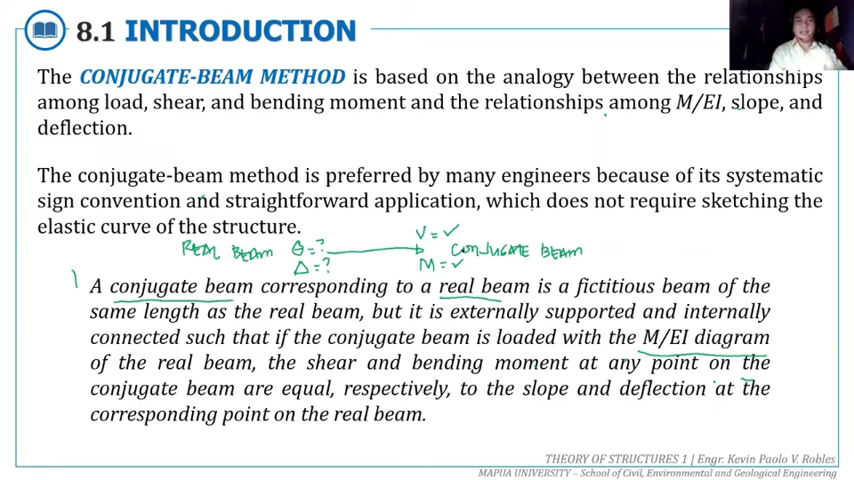 8.1 INTRODUCTION
The CONJUGATE-BEAM METHOD is based on the analogy between the relationships
among load, shear, and bending moment and the relationships among M/EI, slope, and
deflection.
The conjugate-beam method is preferred by many engineers because of its systematic
sign convention and straightforward application, which does not require sketching the
elastic curve of the structure.
REAL BEAM θ = ? V = ✓ CONJUGATE BEAM
Δ = ? M = ✓
A conjugate beam corresponding to a real beam is a fictitious beam of the
same length as the real beam, but it is externally supported and internally
connected such that if the conjugate beam is loaded with the M/EI diagram
of the real beam, the shear and bending moment at any point on the
conjugate beam are equal, respectively, to the slope and deflection at the
corresponding point on the real beam.
THEORY OF STRUCTURES 1 | Engr. Kevin Paolo V. Robles
MAPUA UNIVERSITY – School of Civil, Environmental and Geological Engineering